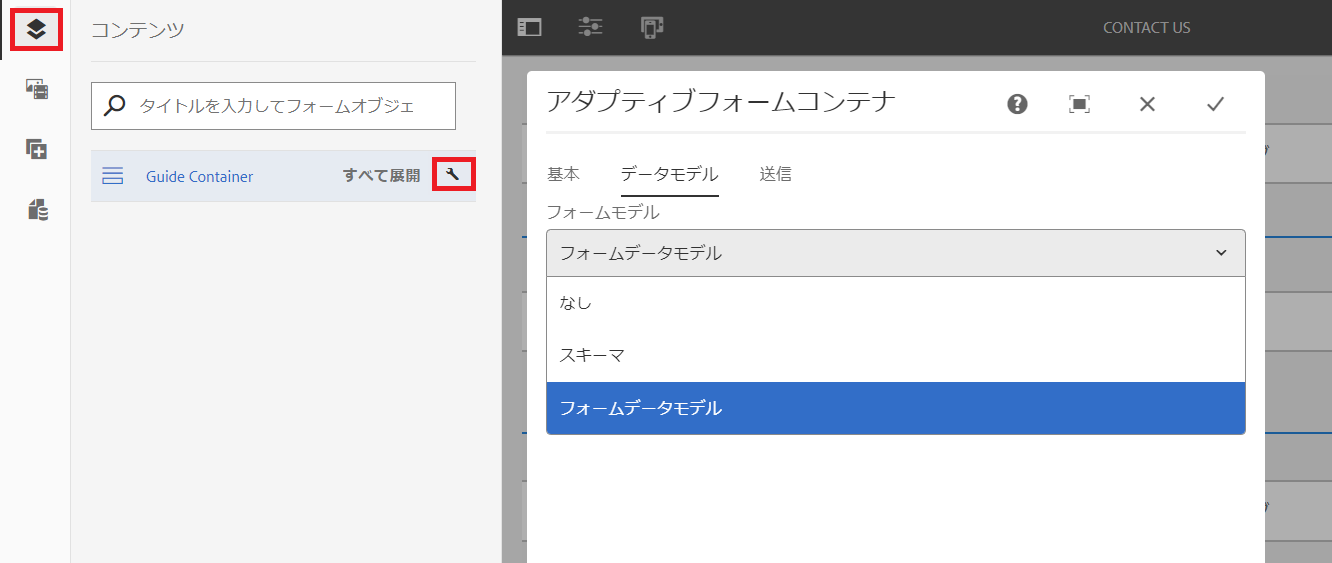 コンテンツ
タイトルを入力してフォームオブジェ
Guide Container すべて展開
CONTACT US
アダプティブフォームコンテナ
基本 データモデル 送信
フォームモデル
フォームデータモデル
なし
スキーマ
フォームデータモデル